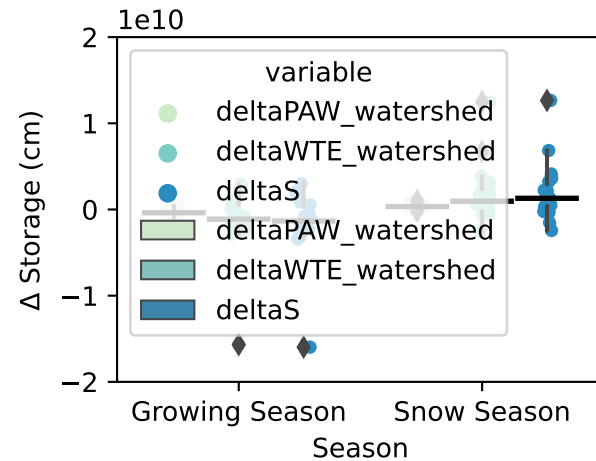 1e10
2
1
0
−1
−2
Δ Storage (cm)
variable
deltaPAW_watershed
deltaWTE_watershed
deltaS
deltaPAW_watershed
deltaWTE_watershed
deltaS
Growing Season
Snow Season
Season